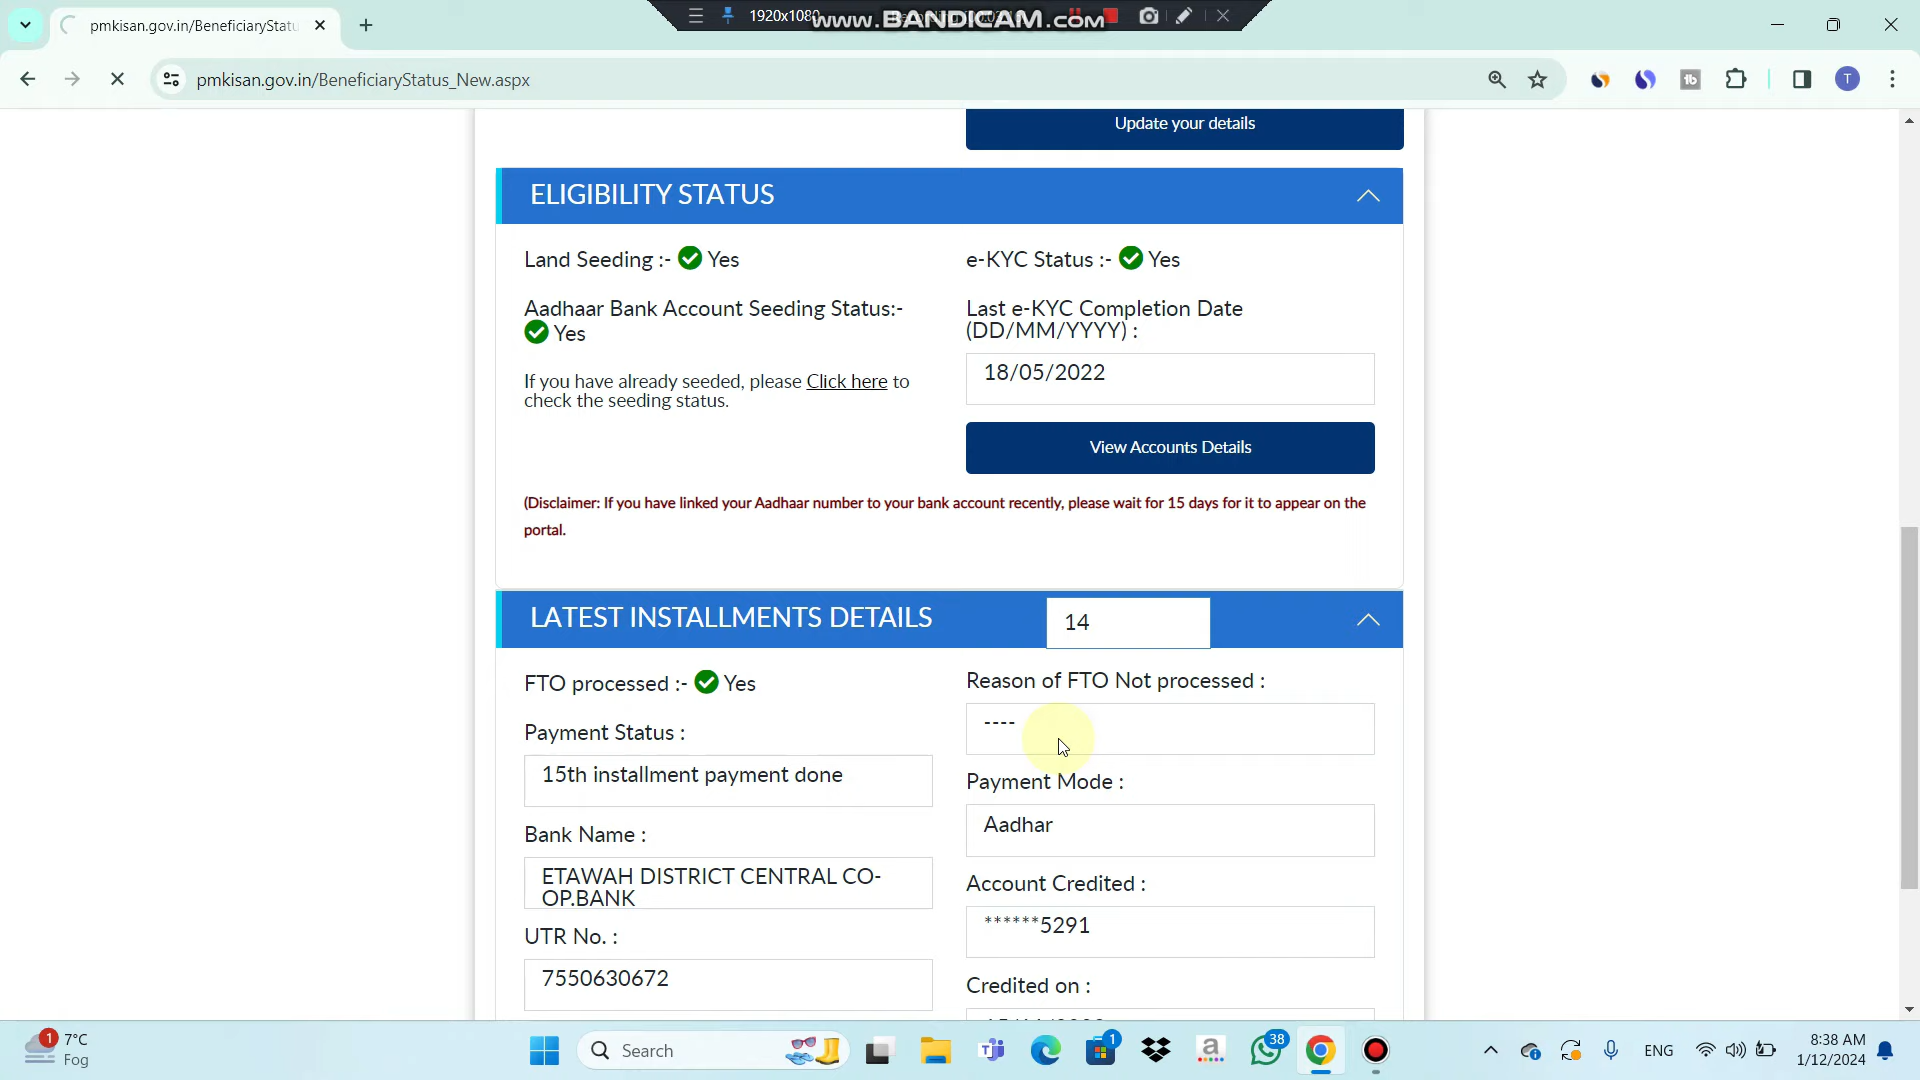 pmkisan.gov.in/BeneficiaryStatu
1920x1080
www.BANDICAM.com
pmkisan.gov.in/BeneficiaryStatus_New.aspx
T
Update your details
ELIGIBILITY STATUS
Land Seeding :- Yes
e-KYC Status :- Yes
Aadhaar Bank Account Seeding Status:-
Yes
Last e-KYC Completion Date
(DD/MM/YYYY) :
18/05/2022
If you have already seeded, please Click here to
check the seeding status.
View Accounts Details
(Disclaimer: If you have linked your Aadhaar number to your bank account recently, please wait for 15 days for it to appear on the
portal.
LATEST INSTALLMENTS DETAILS
14
FTO processed :- Yes
Reason of FTO Not processed :
----
Payment Status :
15th installment payment done
Payment Mode :
Aadhar
Bank Name :
ETAWAH DISTRICT CENTRAL CO-
OP.BANK
Account Credited :
******5291
UTR No. :
7550630672
Credited on :
1
7°C
Fog
Search
1
38
ENG
8:38 AM
1/12/2024